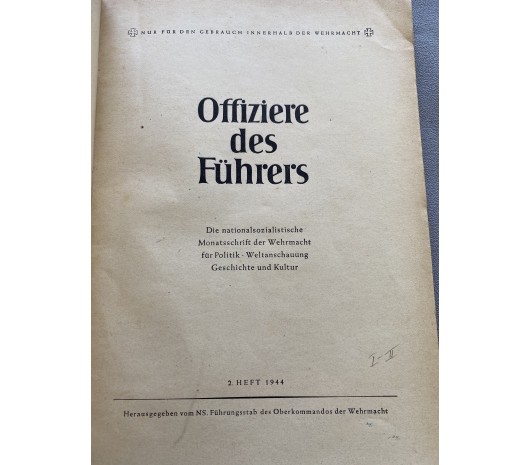 NUR FÜR DEN GEBRAUCH INNERHALB DER WEHRMACHT
Offiziere
des
Führers
Die nationalsozialistische
Monatsschrift der Wehrmacht
für Politik · Weltanschauung
Geschichte und Kultur
I-II
2. HEFT 1944
Herausgegeben vom NS. Führungsstab des Oberkommandos der Wehrmacht